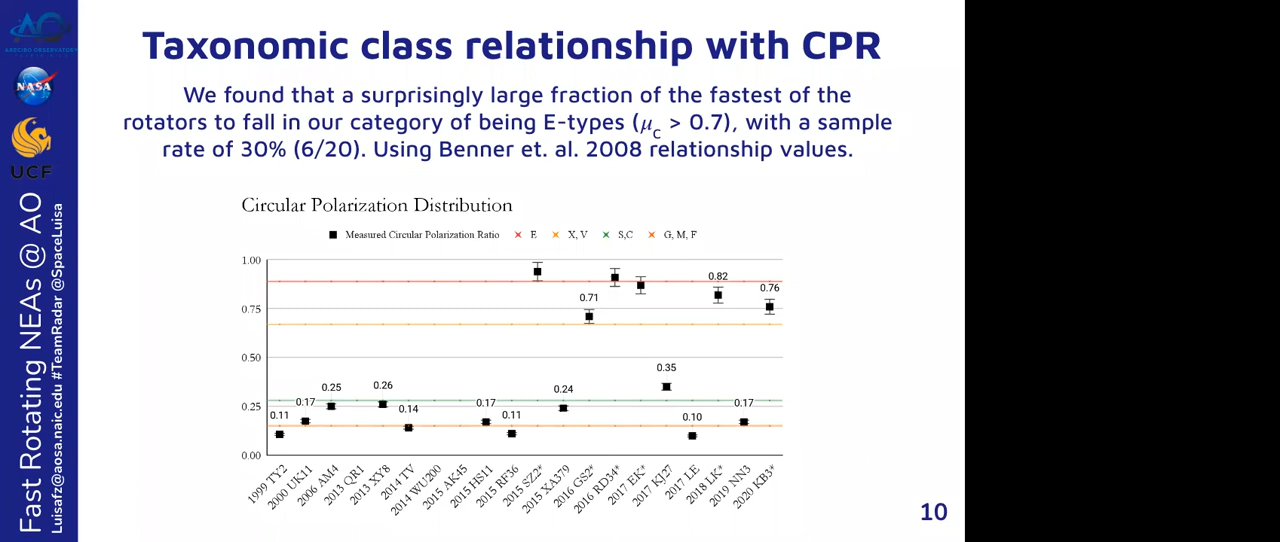 Taxonomic class relationship with CPR
We found that a surprisingly large fraction of the fastest of the
rotators to fall in our category of being E-types (μC > 0.7), with a sample
rate of 30% (6/20). Using Benner et. al. 2008 relationship values.
ARECIBO OBSERVATORY
NASA
UCF
Fast Rotating NEAs @ AO
Luisafz@aosa.naic.edu #TeamRadar @SpaceLuisa
Circular Polarization Distribution
Measured Circular Polarization Ratio E X, V S,C G, M, F
1.00
0.75
0.50
0.25
0.00
0.11
0.17
0.25
0.26
0.14
0.17
0.11
0.24
0.71
0.35
0.10
0.82
0.17
0.76
1999 TY2
2000 UK11
2006 AM4
2013 QR1
2013 XY8
2014 TV
2014 WU200
2015 AK45
2015 HS11
2015 RF36
2015 SZ2*
2015 XA379
2016 GS2*
2016 RD34*
2017 EK*
2017 KJ27
2017 LE
2018 LK*
2019 NN3
2020 KB3*
10